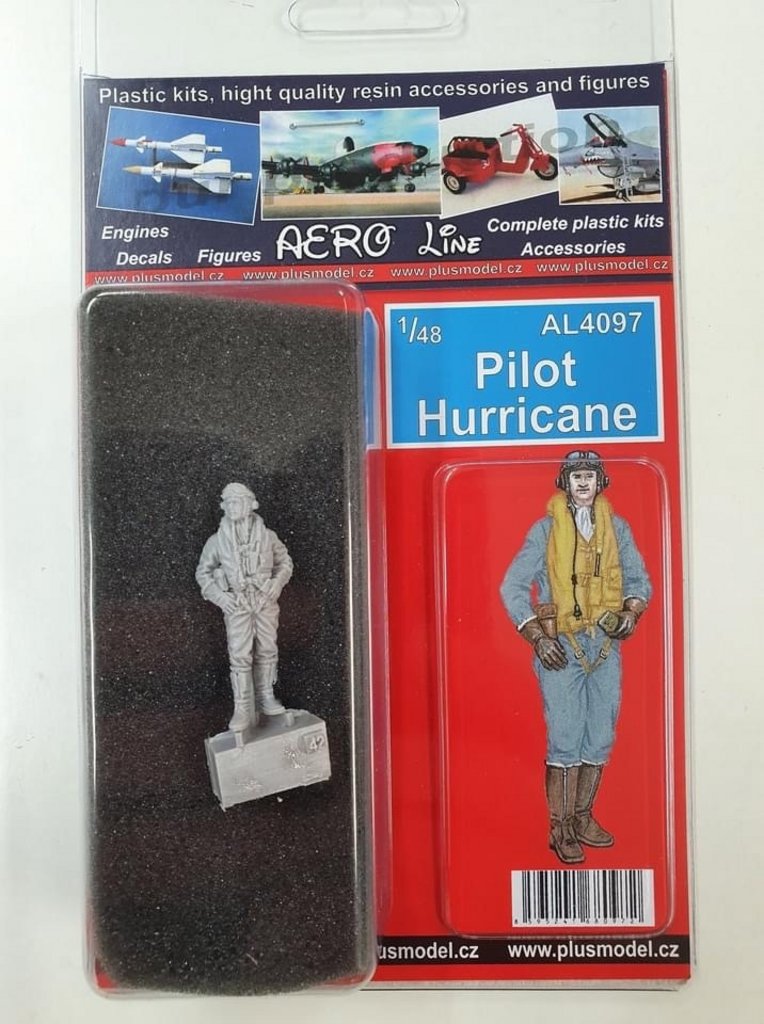 Plastic kits, hight quality resin accessories and figures
Engines
Decals
Figures
AERO LINE
Complete plastic kits
Accessories
www.plusmodel.cz www.plusmodel.cz www.plusmodel.cz www.plusmodel.cz
1/48
AL4097
Pilot
Hurricane
42
usmodel.cz www.plusmodel.cz